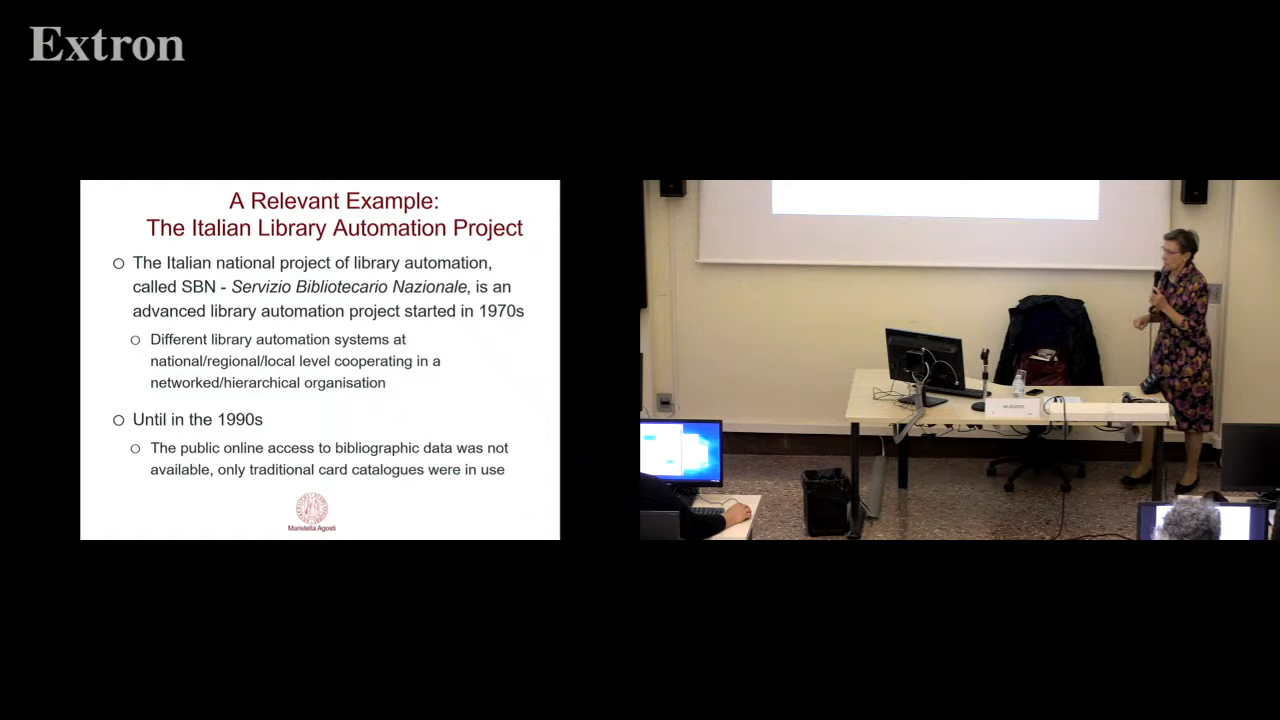 Extron
A Relevant Example:
The Italian Library Automation Project
The Italian national project of library automation,
called SBN - Servizio Bibliotecario Nazionale, is an
advanced library automation project started in 1970s
Different library automation systems at
national/regional/local level cooperating in a
networked/hierarchical organisation
Until in the 1990s
The public online access to bibliographic data was not
available, only traditional card catalogues were in use
Maristella Agosti